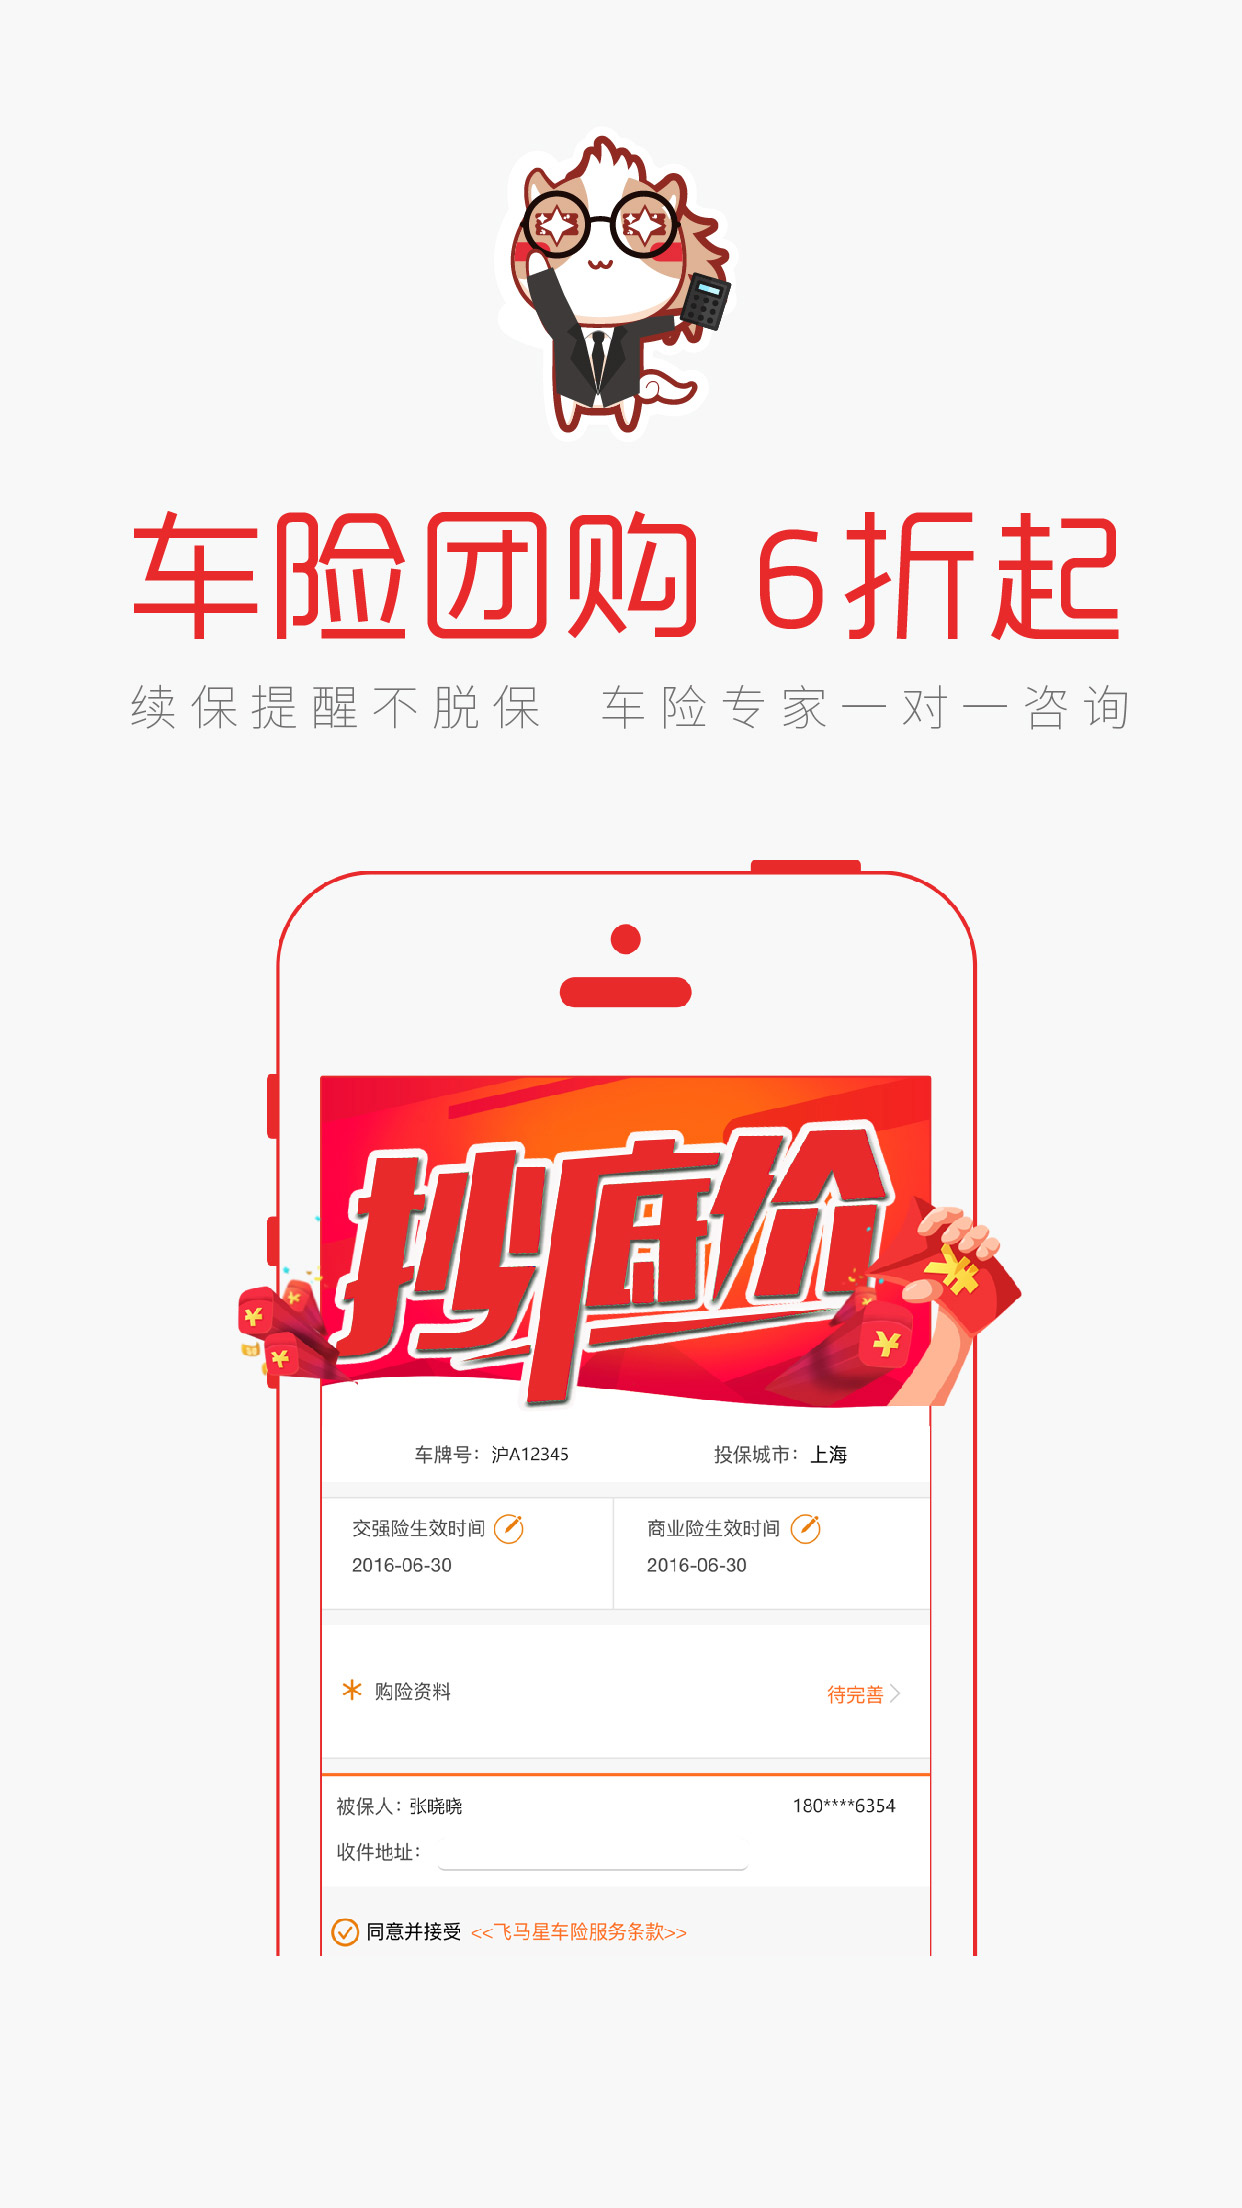 车险团购 6折起
续保提醒不脱保 车险专家一对一咨询
抄底价
¥
¥
¥
¥
¥
车牌号：沪A12345 投保城市：上海
交强险生效时间 商业险生效时间
2016-06-30 2016-06-30
* 购险资料 待完善 >
被保人：张晓晓 180****6354
收件地址：
同意并接受 <<飞马星车险服务条款>>